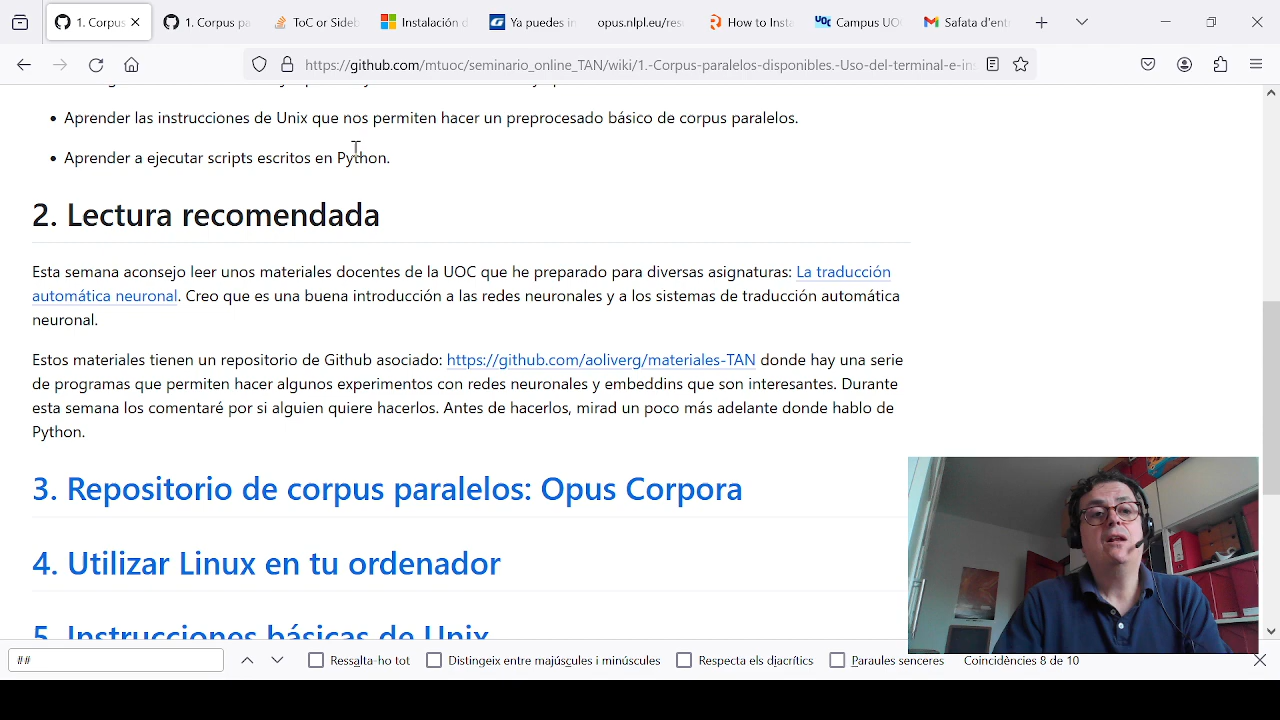 1. Corpus
1. Corpus pa
ToC or Sideb
Instalación d
Ya puedes in
opus.nlpl.eu/res
How to Insta
UOC
Campus UO
Safata d'ent
https://github.com/mtuoc/seminario_online_TAN/wiki/1.-Corpus-paralelos-disponibles.-Uso-del-terminal-e-ins
• Aprender las instrucciones de Unix que nos permiten hacer un preprocesado básico de corpus paralelos.
• Aprender a ejecutar scripts escritos en Python.
2. Lectura recomendada
Esta semana aconsejo leer unos materiales docentes de la UOC que he preparado para diversas asignaturas: La traducción
automática neuronal. Creo que es una buena introducción a las redes neuronales y a los sistemas de traducción automática
neuronal.
Estos materiales tienen un repositorio de Github asociado: https://github.com/aoliverg/materiales-TAN donde hay una serie
de programas que permiten hacer algunos experimentos con redes neuronales y embeddins que son interesantes. Durante
esta semana los comentaré por si alguien quiere hacerlos. Antes de hacerlos, mirad un poco más adelante donde hablo de
Python.
3. Repositorio de corpus paralelos: Opus Corpora
4. Utilizar Linux en tu ordenador
5. Instrucciones básicas de Unix
##
Ressalta-ho tot
Distingeix entre majúscules i minúscules
Respecta els diacrítics
Paraules senceres
Coincidències 8 de 10